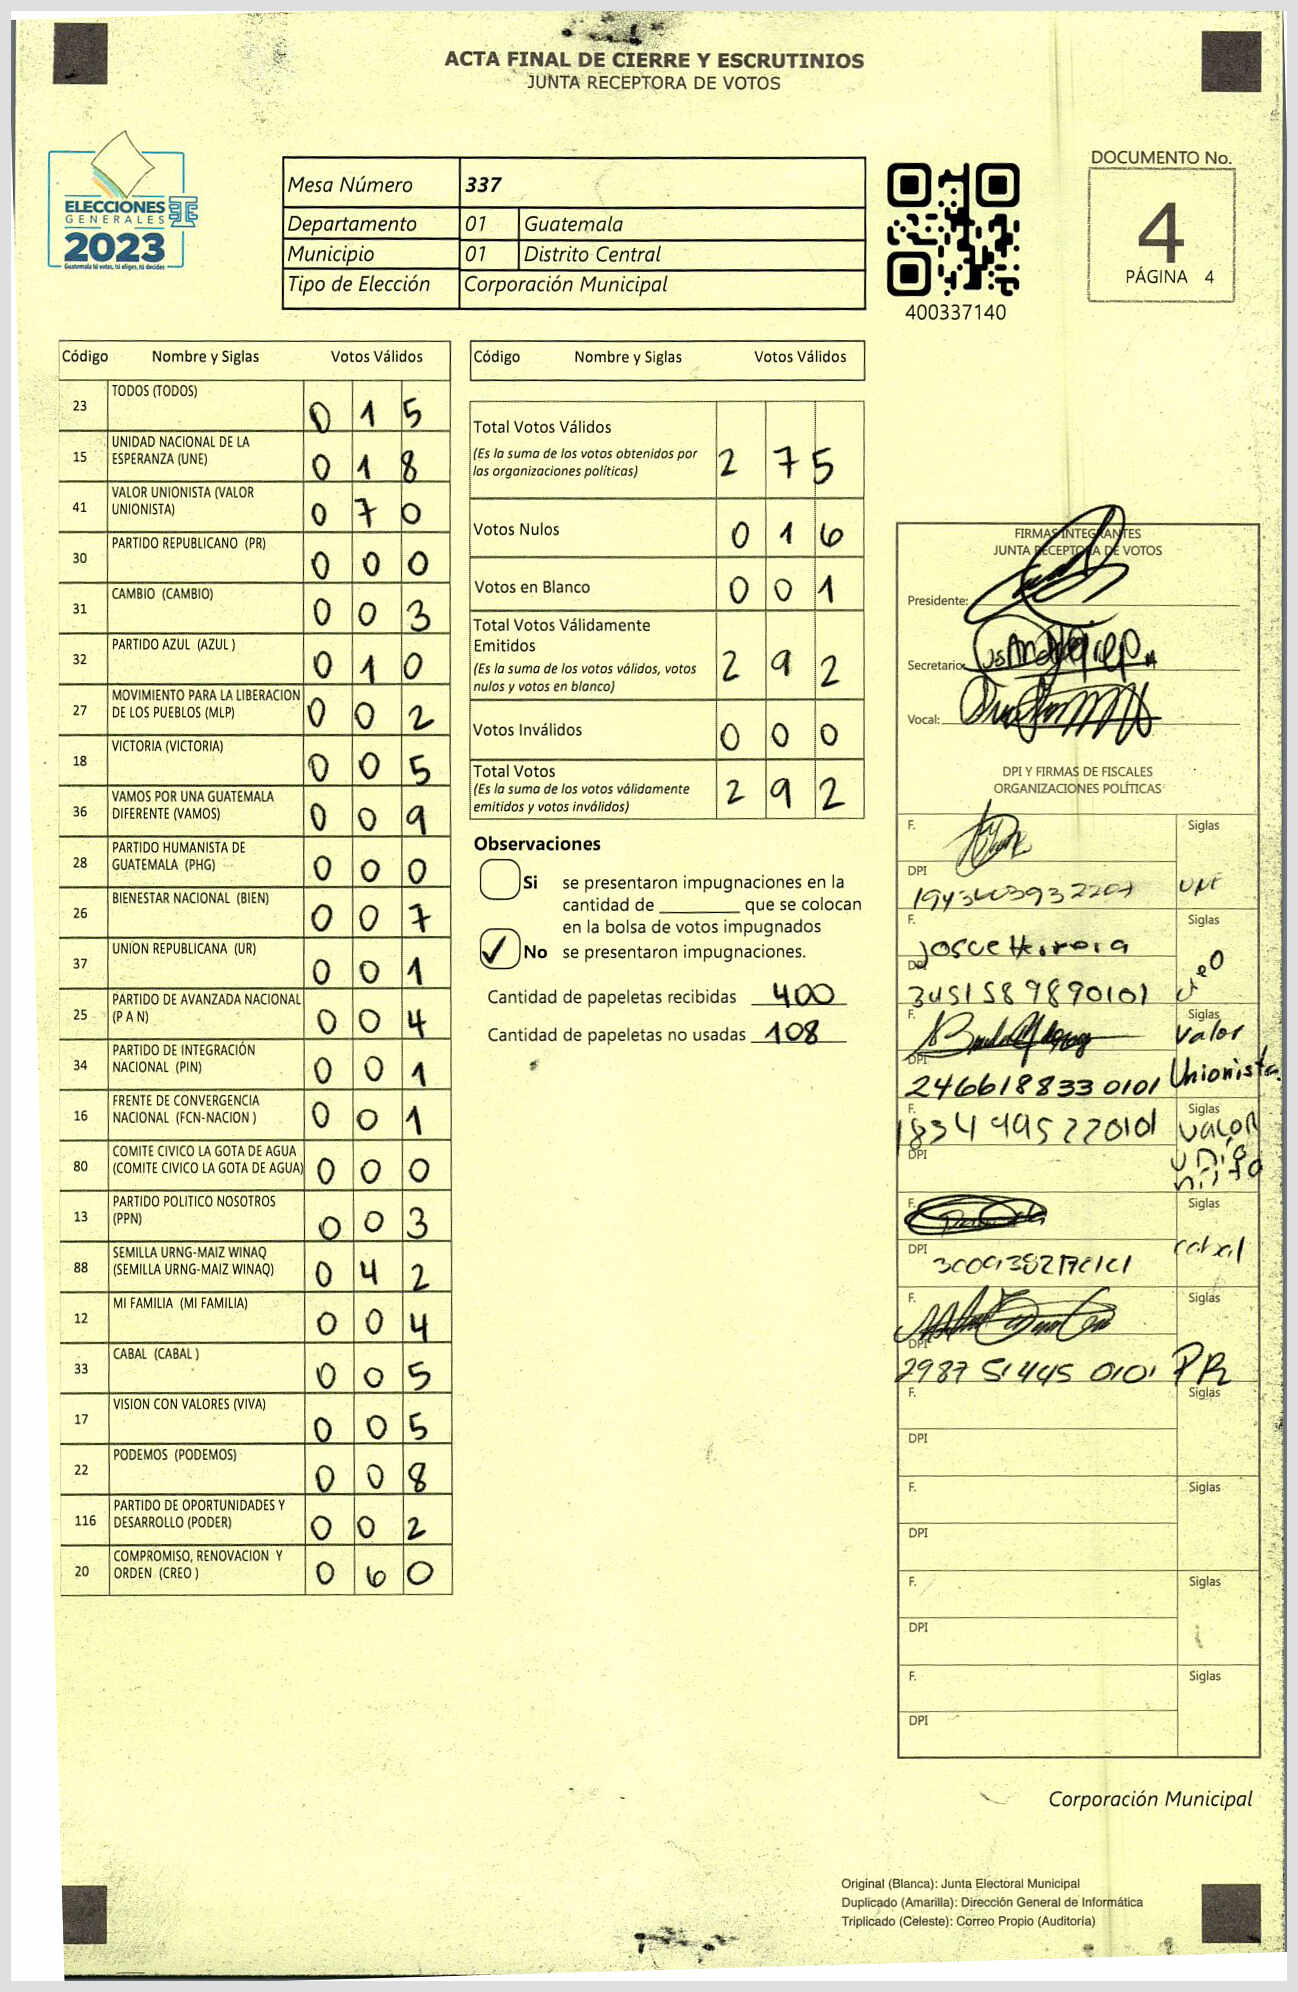 ACTA FINAL DE CIERRE Y ESCRUTINIOS
JUNTA RECEPTORA DE VOTOS
ELECCIONES
GENERALES
2023
Guatemala tú votas, tú eliges, tú decides
Mesa Número 337
Departamento 01 Guatemala
Municipio 01 Distrito Central
Tipo de Elección Corporación Municipal
400337140
DOCUMENTO No.
4
PÁGINA 4
Código Nombre y Siglas Votos Válidos
23 TODOS (TODOS) 0 1 5
15 UNIDAD NACIONAL DE LA
ESPERANZA (UNE) 0 1 8
41 VALOR UNIONISTA (VALOR
UNIONISTA) 0 7 0
30 PARTIDO REPUBLICANO (PR) 0 0 0
31 CAMBIO (CAMBIO) 0 0 3
32 PARTIDO AZUL (AZUL ) 0 1 0
27 MOVIMIENTO PARA LA LIBERACION
DE LOS PUEBLOS (MLP) 0 0 2
18 VICTORIA (VICTORIA) 0 0 5
36 VAMOS POR UNA GUATEMALA
DIFERENTE (VAMOS) 0 0 9
28 PARTIDO HUMANISTA DE
GUATEMALA (PHG) 0 0 0
26 BIENESTAR NACIONAL (BIEN) 0 0 7
37 UNION REPUBLICANA (UR) 0 0 1
25 PARTIDO DE AVANZADA NACIONAL
(P A N) 0 0 4
34 PARTIDO DE INTEGRACIÓN
NACIONAL (PIN) 0 0 1
16 FRENTE DE CONVERGENCIA
NACIONAL (FCN-NACION ) 0 0 1
80 COMITE CIVICO LA GOTA DE AGUA
(COMITE CIVICO LA GOTA DE AGUA) 0 0 0
13 PARTIDO POLITICO NOSOTROS
(PPN) 0 0 3
88 SEMILLA URNG-MAIZ WINAQ
(SEMILLA URNG-MAIZ WINAQ) 0 4 2
12 MI FAMILIA (MI FAMILIA) 0 0 4
33 CABAL (CABAL ) 0 0 5
17 VISION CON VALORES (VIVA) 0 0 5
22 PODEMOS (PODEMOS) 0 0 8
116 PARTIDO DE OPORTUNIDADES Y
DESARROLLO (PODER) 0 0 2
20 COMPROMISO, RENOVACION Y
ORDEN (CREO ) 0 6 0
Código Nombre y Siglas Votos Válidos
Total Votos Válidos
(Es la suma de los votos obtenidos por
las organizaciones políticas) 2 7 5
Votos Nulos 0 1 6
Votos en Blanco 0 0 1
Total Votos Válidamente
Emitidos
(Es la suma de los votos válidos, votos
nulos y votos en blanco) 2 9 2
Votos Inválidos 0 0 0
Total Votos
(Es la suma de los votos válidamente
emitidos y votos inválidos) 2 9 2
Observaciones
Si se presentaron impugnaciones en la
cantidad de ________ que se colocan
en la bolsa de votos impugnados
No se presentaron impugnaciones.
Cantidad de papeletas recibidas 400
Cantidad de papeletas no usadas 108
FIRMAS INTEGRANTES
JUNTA RECEPTORA DE VOTOS
Presidente:
Secretario:
Vocal:
DPI Y FIRMAS DE FISCALES
ORGANIZACIONES POLÍTICAS
F. Siglas
DPI
UNE
F. Siglas
Josue Herrera
DPI
3451589890101 creo
F. Siglas
Valor
DPI
2466188330101 Unionista
F. Siglas
18344995220101 Valor
DPI
F. Siglas
DPI
cabal
F. Siglas
DPI
2987 51445 0101 PR
F. Siglas
DPI
F. Siglas
DPI
F. Siglas
DPI
F. Siglas
DPI
Corporación Municipal
Original (Blanca): Junta Electoral Municipal
Duplicado (Amarilla): Dirección General de Informática
Triplicado (Celeste): Correo Propio (Auditoría)